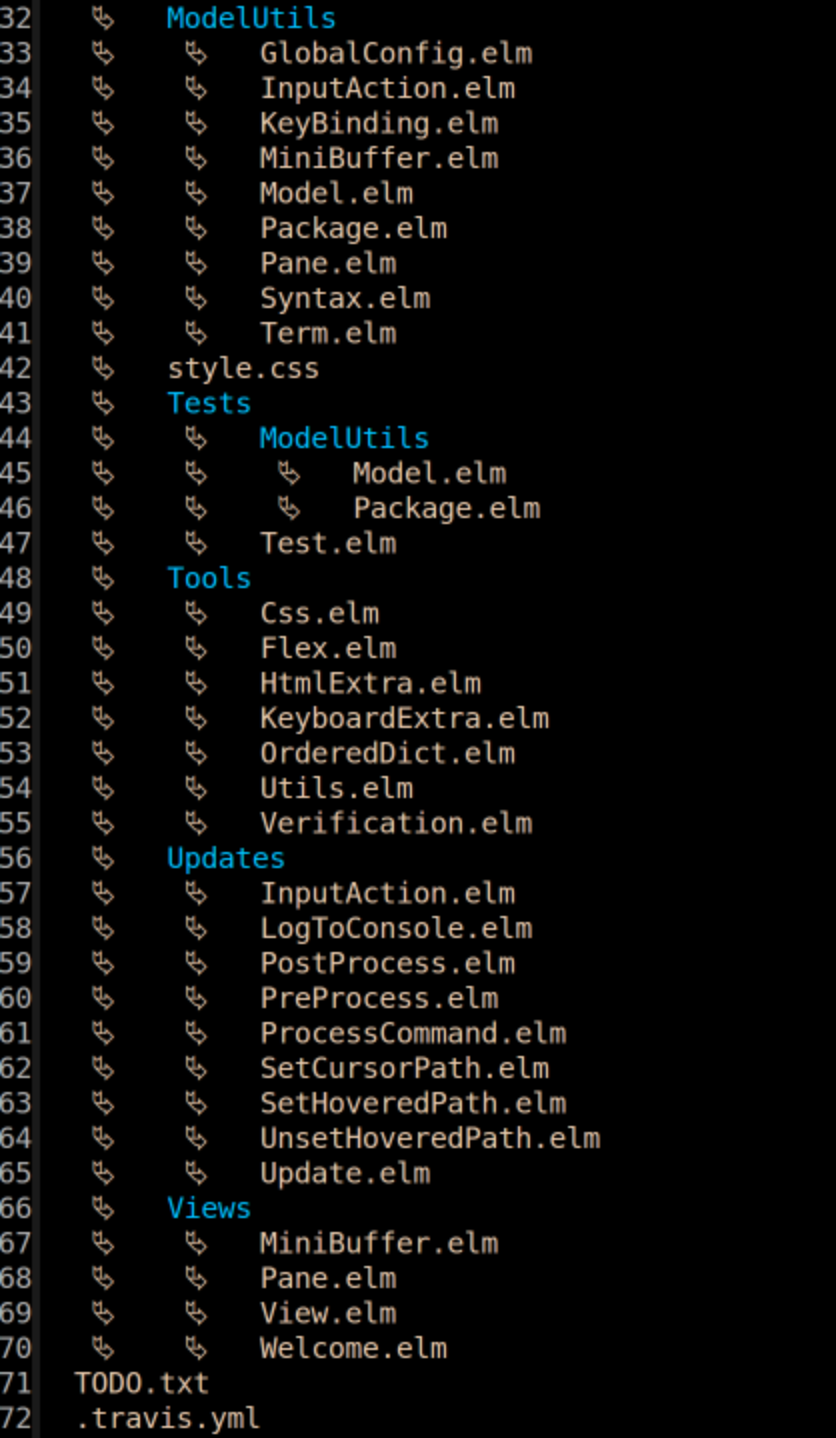 32 ModelUtils
33 GlobalConfig.elm
34 InputAction.elm
35 KeyBinding.elm
36 MiniBuffer.elm
37 Model.elm
38 Package.elm
39 Pane.elm
40 Syntax.elm
41 Term.elm
42 style.css
43 Tests
44 ModelUtils
45 Model.elm
46 Package.elm
47 Test.elm
48 Tools
49 Css.elm
50 Flex.elm
51 HtmlExtra.elm
52 KeyboardExtra.elm
53 OrderedDict.elm
54 Utils.elm
55 Verification.elm
56 Updates
57 InputAction.elm
58 LogToConsole.elm
59 PostProcess.elm
60 PreProcess.elm
61 ProcessCommand.elm
62 SetCursorPath.elm
63 SetHoveredPath.elm
64 UnsetHoveredPath.elm
65 Update.elm
66 Views
67 MiniBuffer.elm
68 Pane.elm
69 View.elm
70 Welcome.elm
71 TODO.txt
72 .travis.yml